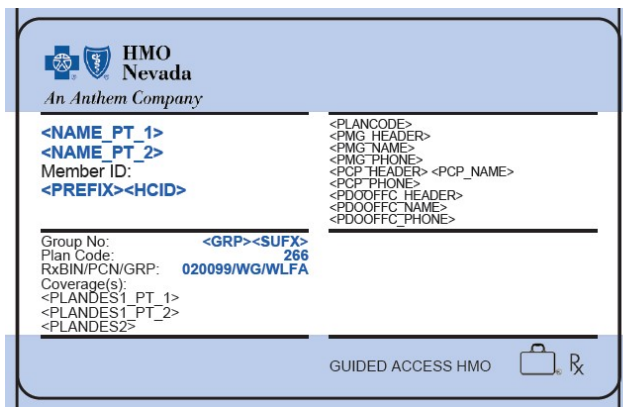 HMO
Nevada
An Anthem Company
<NAME_PT_1>
<NAME_PT_2>
Member ID:
<PREFIX><HCID>
<PLANCODE>
<PMG_HEADER>
<PMG_NAME>
<PMG_PHONE>
<PCP_HEADER> <PCP_NAME>
<PCP_PHONE>
<PDOOFFC_HEADER>
<PDOOFFC_NAME>
<PDOOFFC_PHONE>
Group No: <GRP><SUFX>
Plan Code: 266
RxBIN/PCN/GRP: 020099/WG/WLFA
Coverage(s):
<PLANDES1_PT_1>
<PLANDES1_PT_2>
<PLANDES2>
GUIDED ACCESS HMO ® Rx